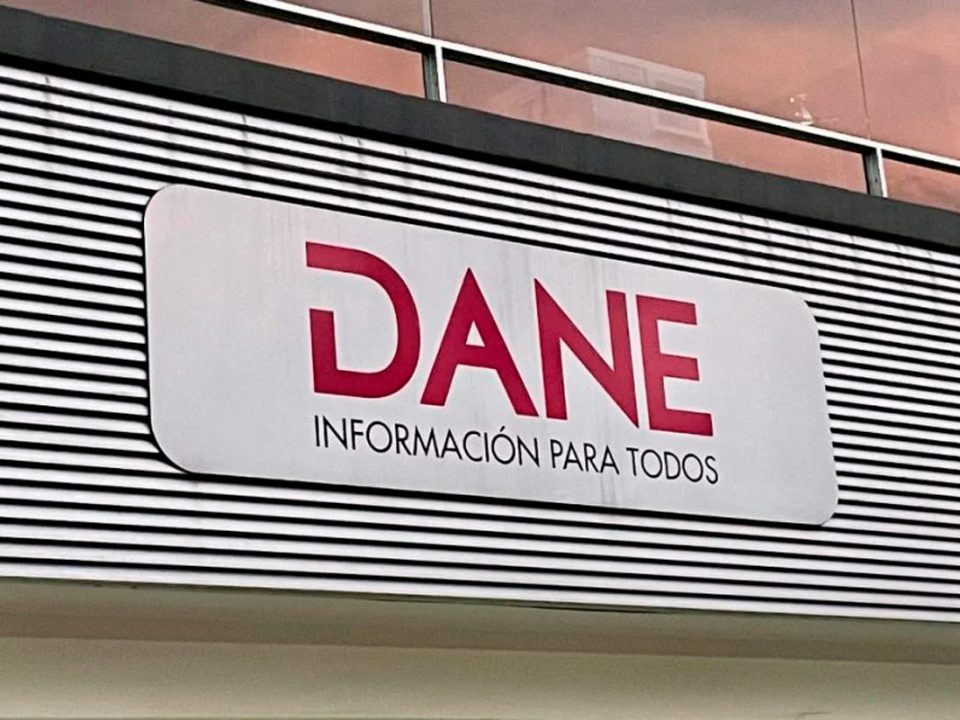 DANE
INFORMACIÓN PARA TODOS